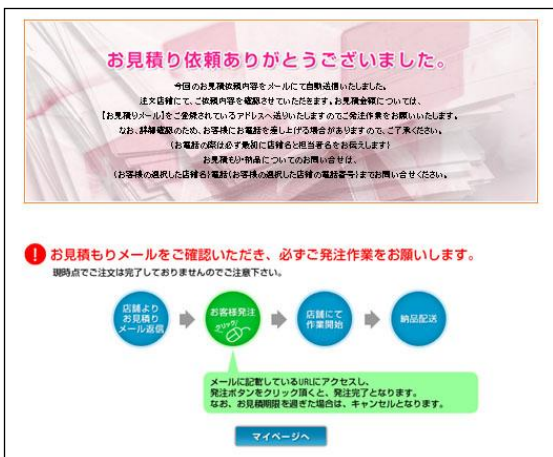 お見積り依頼ありがとうございました。
今回のお見積依頼内容をメールにて自動送信いたしました。
注文店舗にて、ご依頼内容を確認させていただきます。お見積金額については、
【お見積りメール】をご登録されているアドレスへ送りいたしますのでご発注作業をお願いいたします。
なお、詳細確認のため、お客様にお電話を差し上げる場合がありますので、ご了承ください。
(お電話の際は必ず最初に店舗名と担当者名をお伝えします)
お見積もり・納品についてのお問い合せは、
(お客様の選択した店舗名)電話(お客様の選択した店舗の電話番号)までお問い合せください。
! お見積もりメールをご確認いただき、必ずご発注作業をお願いします。
現時点でご注文は完了しておりませんのでご注意下さい。
店舗より
お見積り
メール返信
お客様発注
クリック!
店舗にて
作業開始
納品配送
メールに記載しているURLにアクセスし、
発注ボタンをクリック頂くと、発注完了となります。
なお、お見積期限を過ぎた場合は、キャンセルとなります。
マイページへ